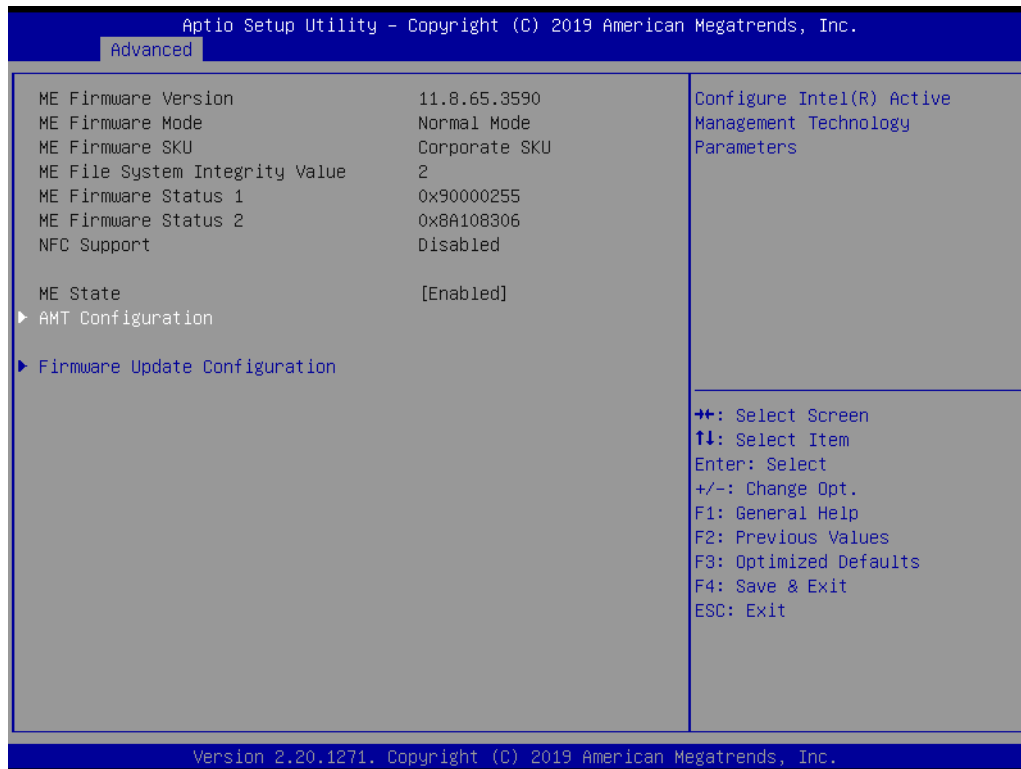 Aptio Setup Utility – Copyright (C) 2019 American Megatrends, Inc.
Advanced
ME Firmware Version 11.8.65.3590
ME Firmware Mode Normal Mode
ME Firmware SKU Corporate SKU
ME File System Integrity Value 2
ME Firmware Status 1 0x90000255
ME Firmware Status 2 0x8A108306
NFC Support Disabled
ME State [Enabled]
► AMT Configuration
► Firmware Update Configuration
Configure Intel(R) Active
Management Technology
Parameters
→←: Select Screen
↑↓: Select Item
Enter: Select
+/-: Change Opt.
F1: General Help
F2: Previous Values
F3: Optimized Defaults
F4: Save & Exit
ESC: Exit
Version 2.20.1271. Copyright (C) 2019 American Megatrends, Inc.